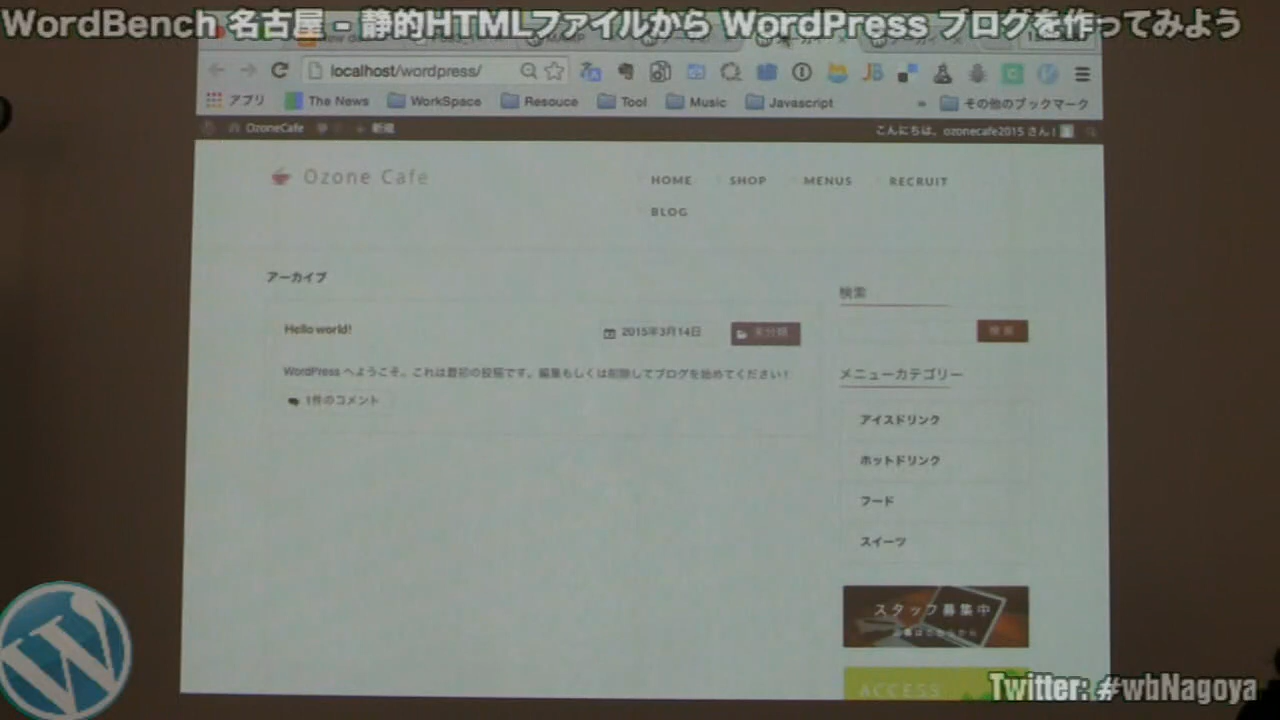 WordBench 名古屋 - 静的HTMLファイルから WordPress ブログを作ってみよう
localhost/wordpress/
アプリ The News WorkSpace Resouce Tool Music Javascript » その他のブックマーク
OzoneCafe + 新規 こんにちは、ozonecafe2015 さん!
Ozone Cafe
HOME SHOP MENUS RECRUIT
BLOG
アーカイブ
Hello world! 2015年3月14日 未分類
WordPress へようこそ。これは最初の投稿です。編集もしくは削除してブログを始めてください!
1件のコメント
検索
検索
メニューカテゴリー
アイスドリンク
ホットドリンク
フード
スイーツ
スタッフ募集中
ACCESS
Twitter: #wbNagoya